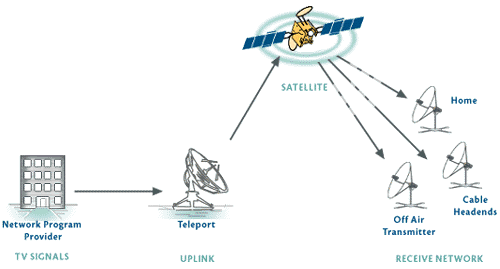 SATELLITE
Home
Cable
Headends
Off Air
Transmitter
Teleport
Network Program
Provider
TV SIGNALS
UPLINK
RECEIVE NETWORK